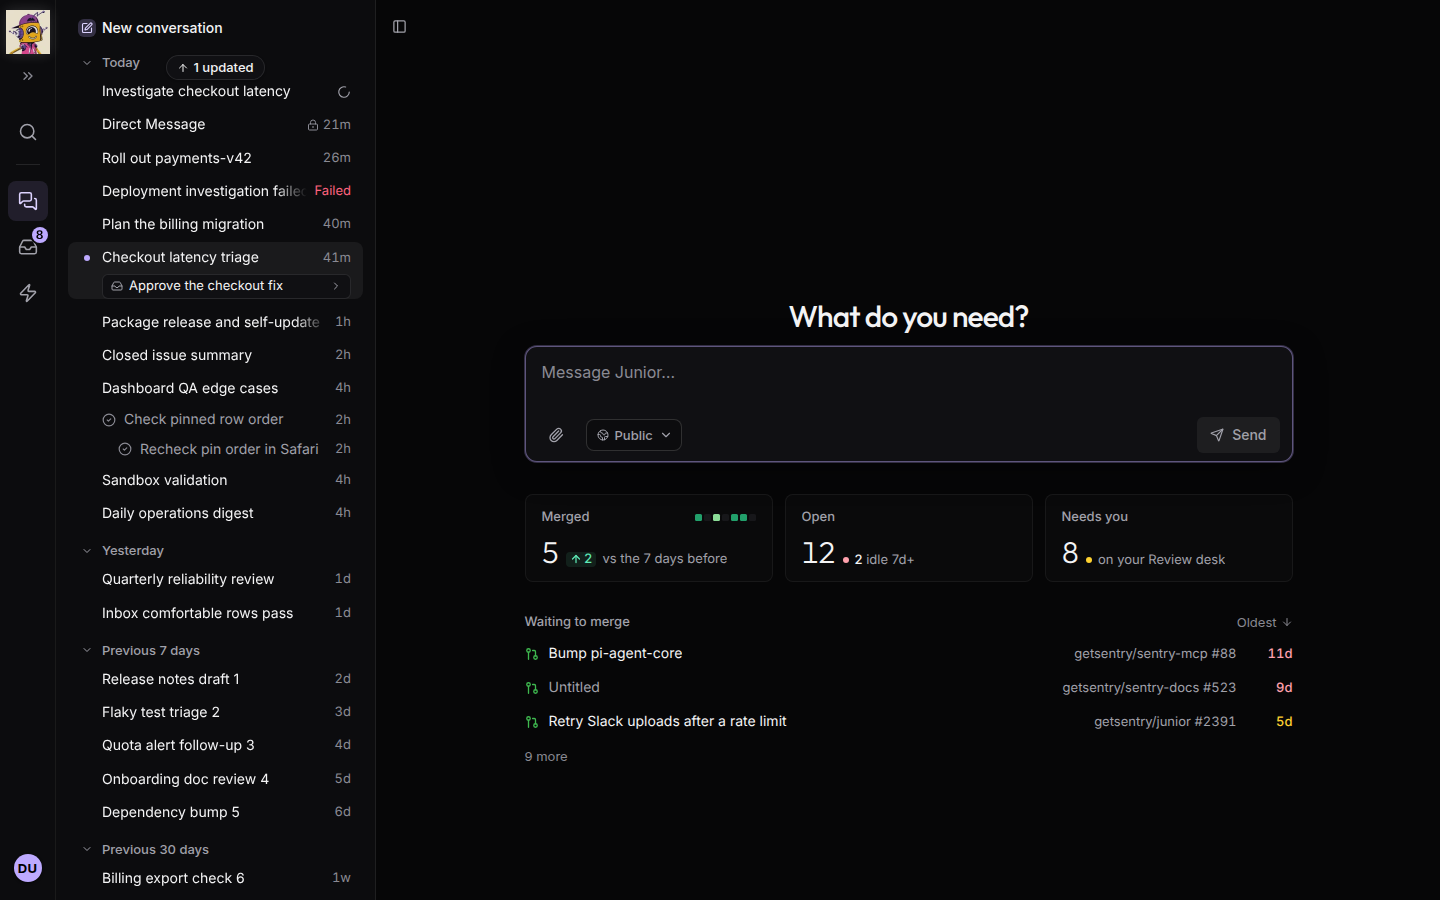 New conversation
Today
1 updated
Investigate checkout latency
Direct Message 21m
Roll out payments-v42 26m
Deployment investigation failed Failed
Plan the billing migration 40m
Checkout latency triage 41m
8
Approve the checkout fix
Package release and self-update 1h
Closed issue summary 2h
Dashboard QA edge cases 4h
Check pinned row order 2h
Recheck pin order in Safari 2h
Sandbox validation 4h
Daily operations digest 4h
Yesterday
Quarterly reliability review 1d
Inbox comfortable rows pass 1d
Previous 7 days
Release notes draft 1 2d
Flaky test triage 2 3d
Quota alert follow-up 3 4d
Onboarding doc review 4 5d
Dependency bump 5 6d
Previous 30 days
Billing export check 6 1w
DU
What do you need?
Message Junior...
Public
Send
Merged
5 2 vs the 7 days before
Open
12 2 idle 7d+
Needs you
8 on your Review desk
Waiting to merge Oldest
Bump pi-agent-core getsentry/sentry-mcp #88 11d
Untitled getsentry/sentry-docs #523 9d
Retry Slack uploads after a rate limit getsentry/junior #2391 5d
9 more